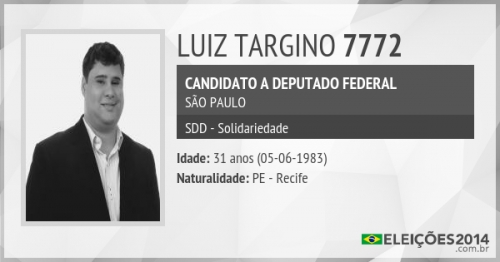 LUIZ TARGINO 7772
CANDIDATO A DEPUTADO FEDERAL
SÃO PAULO
SDD - Solidariedade
Idade: 31 anos (05-06-1983)
Naturalidade: PE - Recife
ELEIÇÕES2014
.com.br